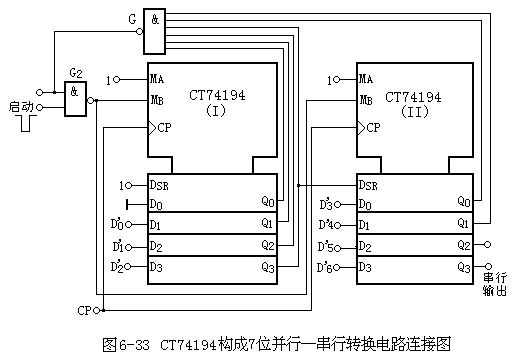 G &
G2 &
启动
1 MA
MB
CP
CT74194
(I)
1 MA
MB
CP
CT74194
(II)
1 DSR
D0 Q0
D'0 D1 Q1
D'1 D2 Q2
D'2 D3 Q3
DSR
D'3 D0 Q0
D'4 D1 Q1
D'5 D2 Q2
D'6 D3 Q3
串行
输出
CP
图6-33 CT74194构成7位并行一串行转换电路连接图